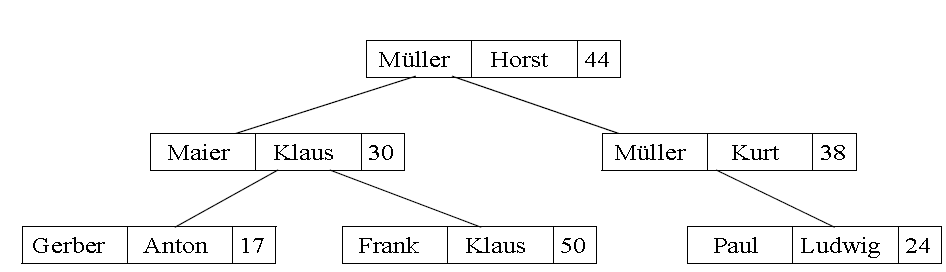 Müller Horst 44
Maier Klaus 30 Müller Kurt 38
Gerber Anton 17 Frank Klaus 50 Paul Ludwig 24